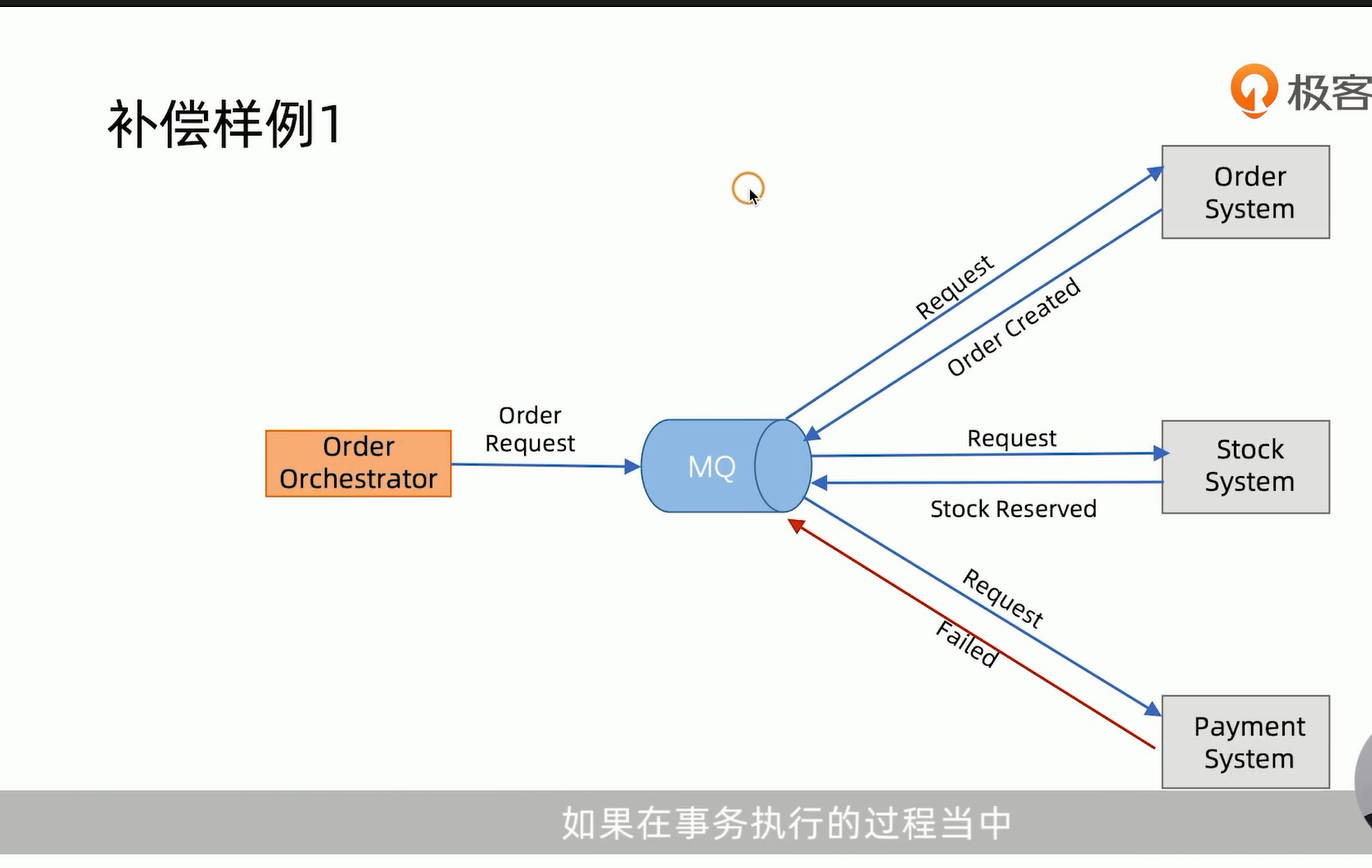 补偿样例1
极客
Order
System
Request
Order Created
Order
Request
Order
Orchestrator
MQ
Request
Stock Reserved
Stock
System
Request
Failed
Payment
System
如果在事务执行的过程当中